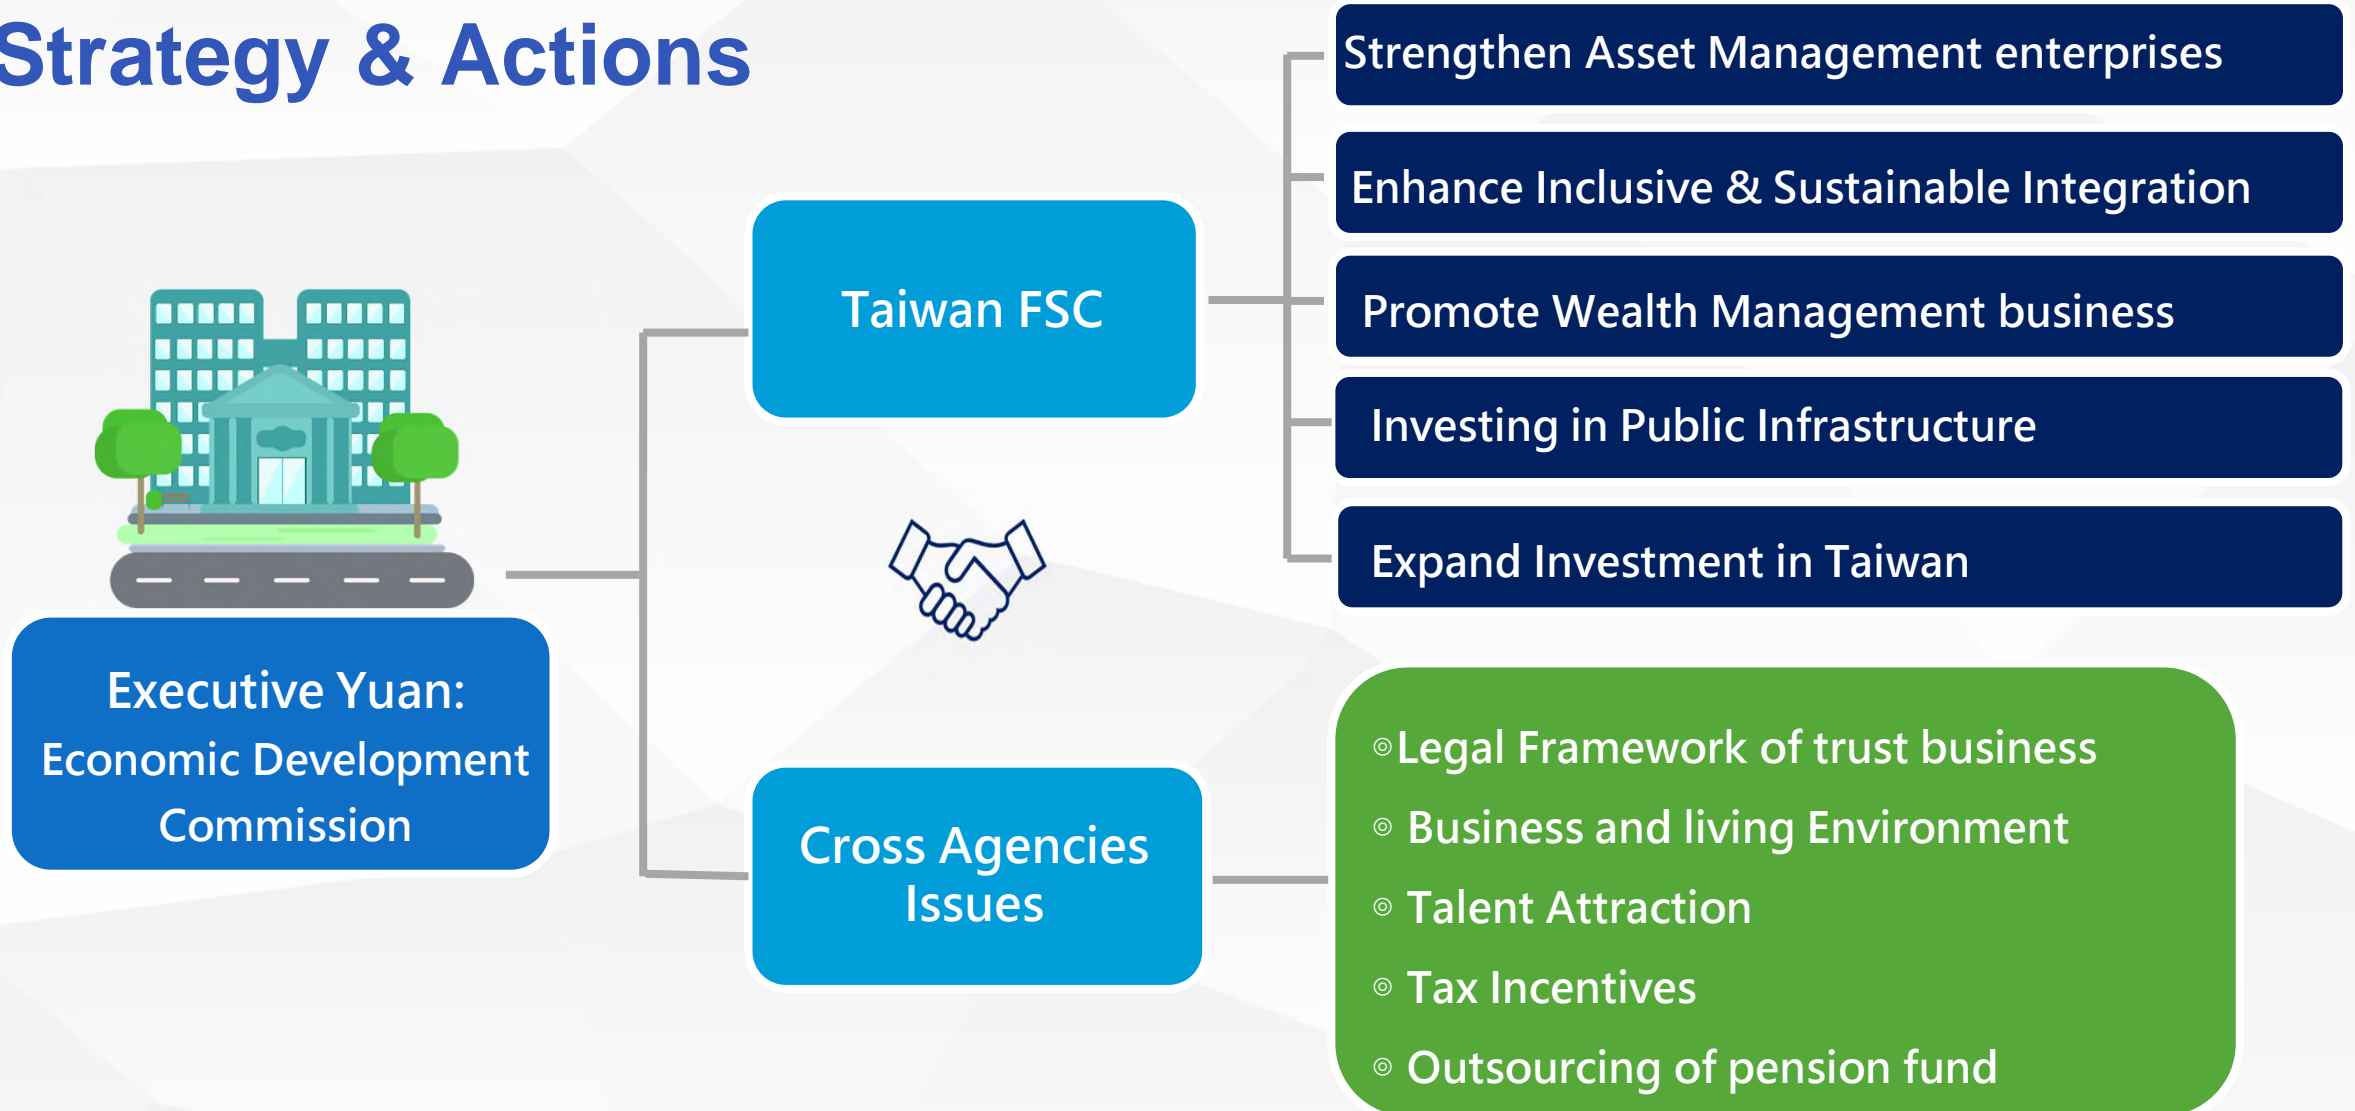 Strategy & Actions
Executive Yuan:
Economic Development
Commission
Taiwan FSC
Strengthen Asset Management enterprises
Enhance Inclusive & Sustainable Integration
Promote Wealth Management business
Investing in Public Infrastructure
Expand Investment in Taiwan
Cross Agencies
Issues
◎Legal Framework of trust business
◎ Business and living Environment
◎ Talent Attraction
◎ Tax Incentives
◎ Outsourcing of pension fund